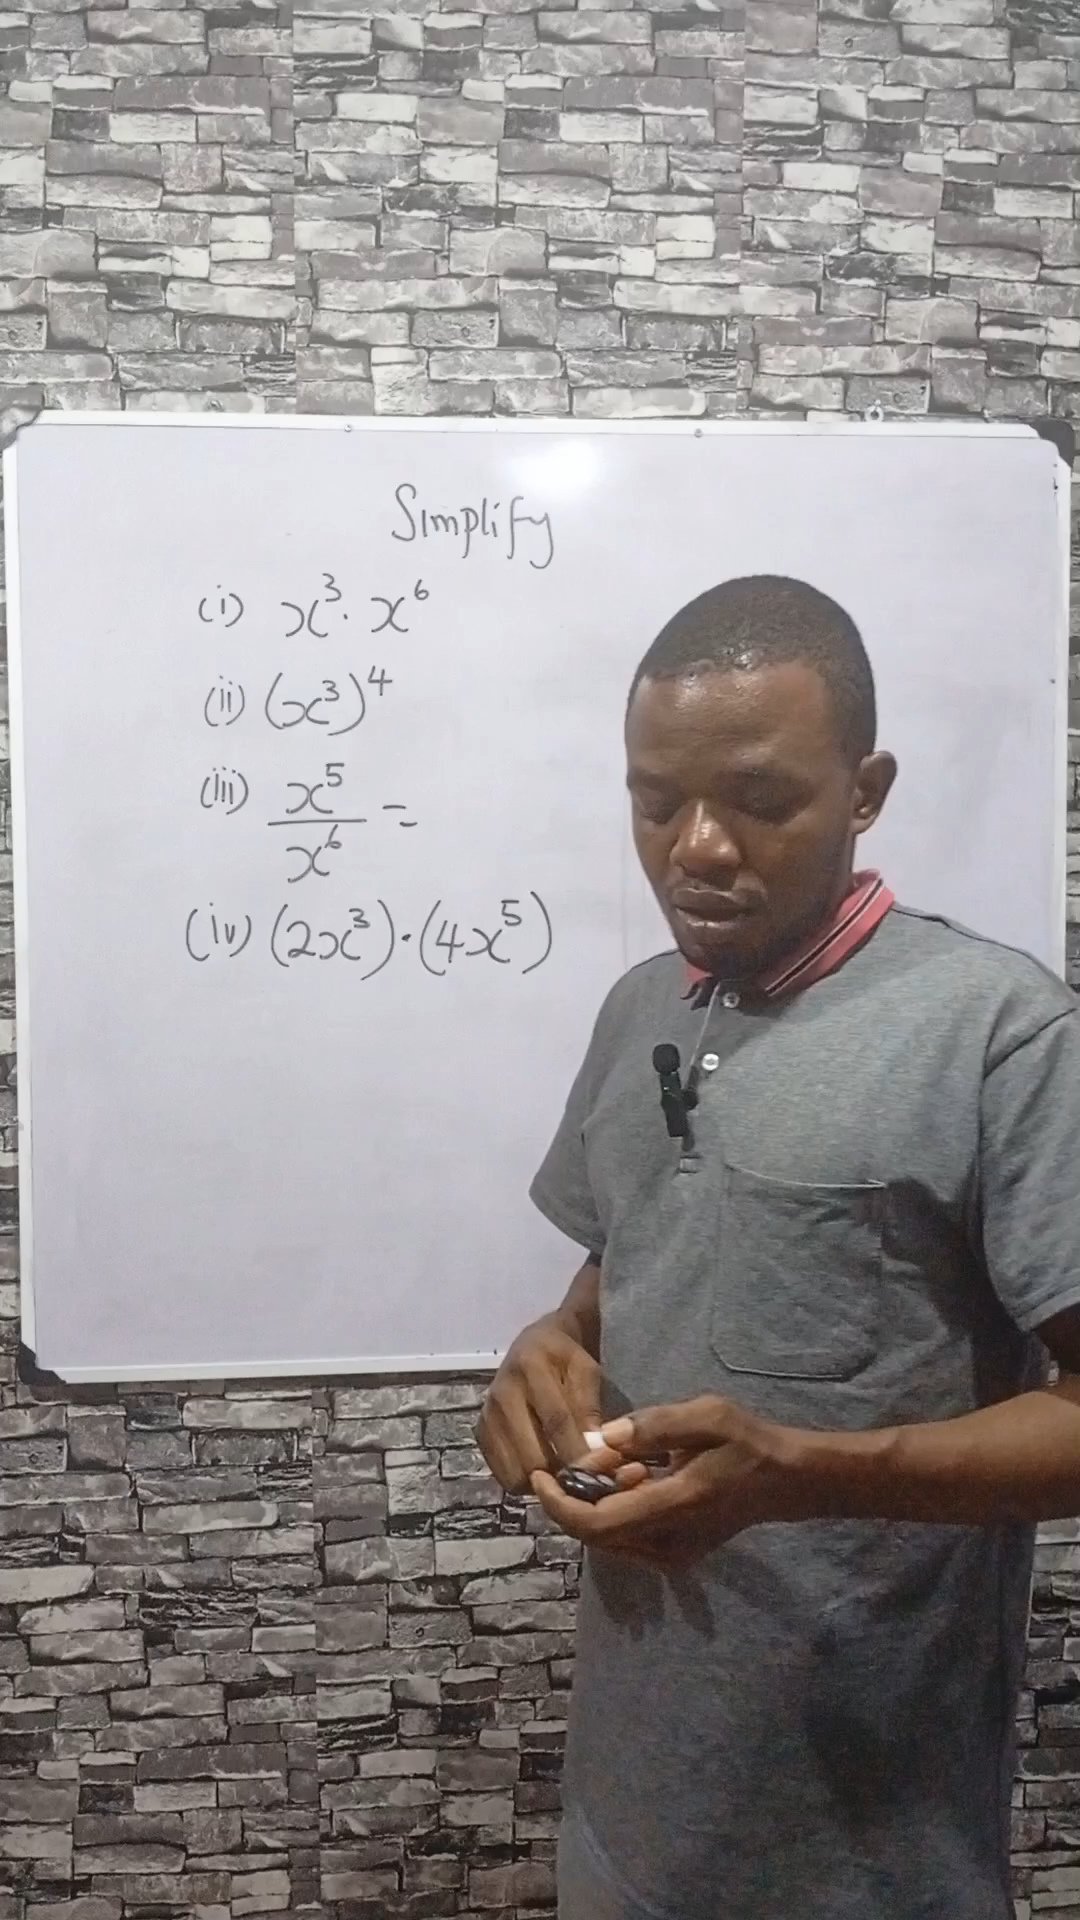 Simplify
(i) x³ · x⁶
(ii) (x³)⁴
(iii) x⁵/x⁶ =
(iv) (2x³)·(4x⁵)